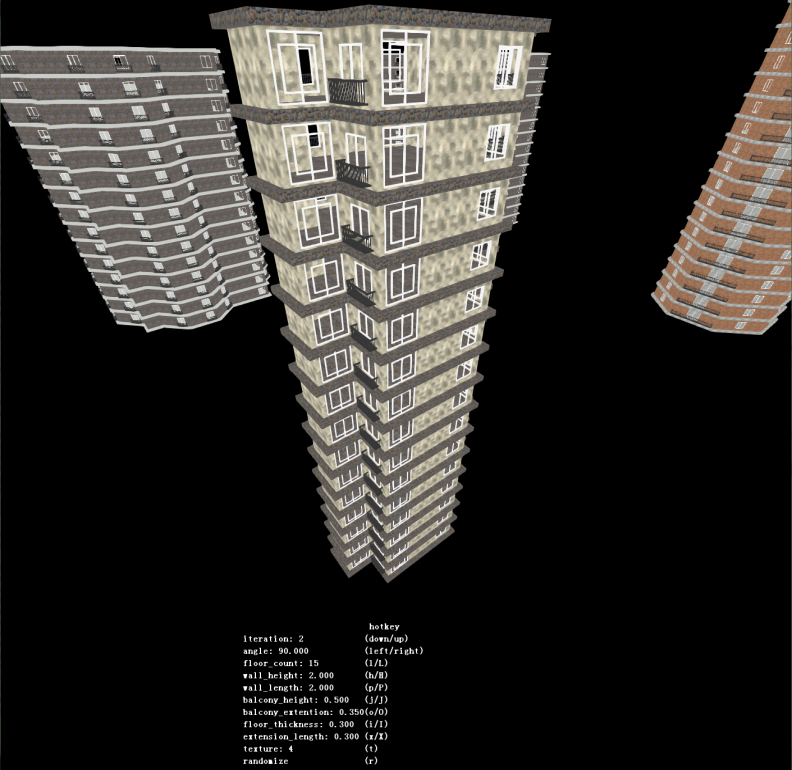 hotkey
iteration: 2 (down/up)
angle: 90.000 (left/right)
floor_count: 15 (l/L)
wall_height: 2.000 (h/H)
wall_length: 2.000 (p/P)
balcony_height: 0.500 (j/J)
balcony_extention: 0.350(o/O)
floor_thickness: 0.300 (i/I)
extension_length: 0.300 (x/X)
texture: 4 (t)
randomize (r)